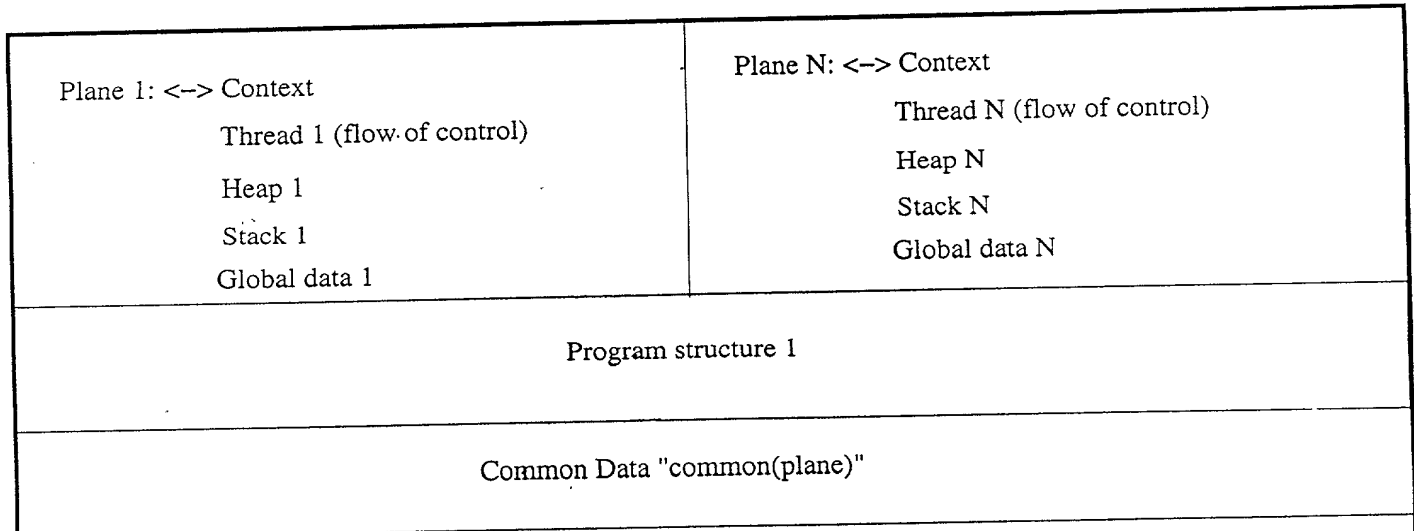 Plane 1: <-> Context
Thread 1 (flow of control)
Heap 1
Stack 1
Global data 1
Plane N: <-> Context
Thread N (flow of control)
Heap N
Stack N
Global data N
Program structure 1
Common Data "common(plane)"